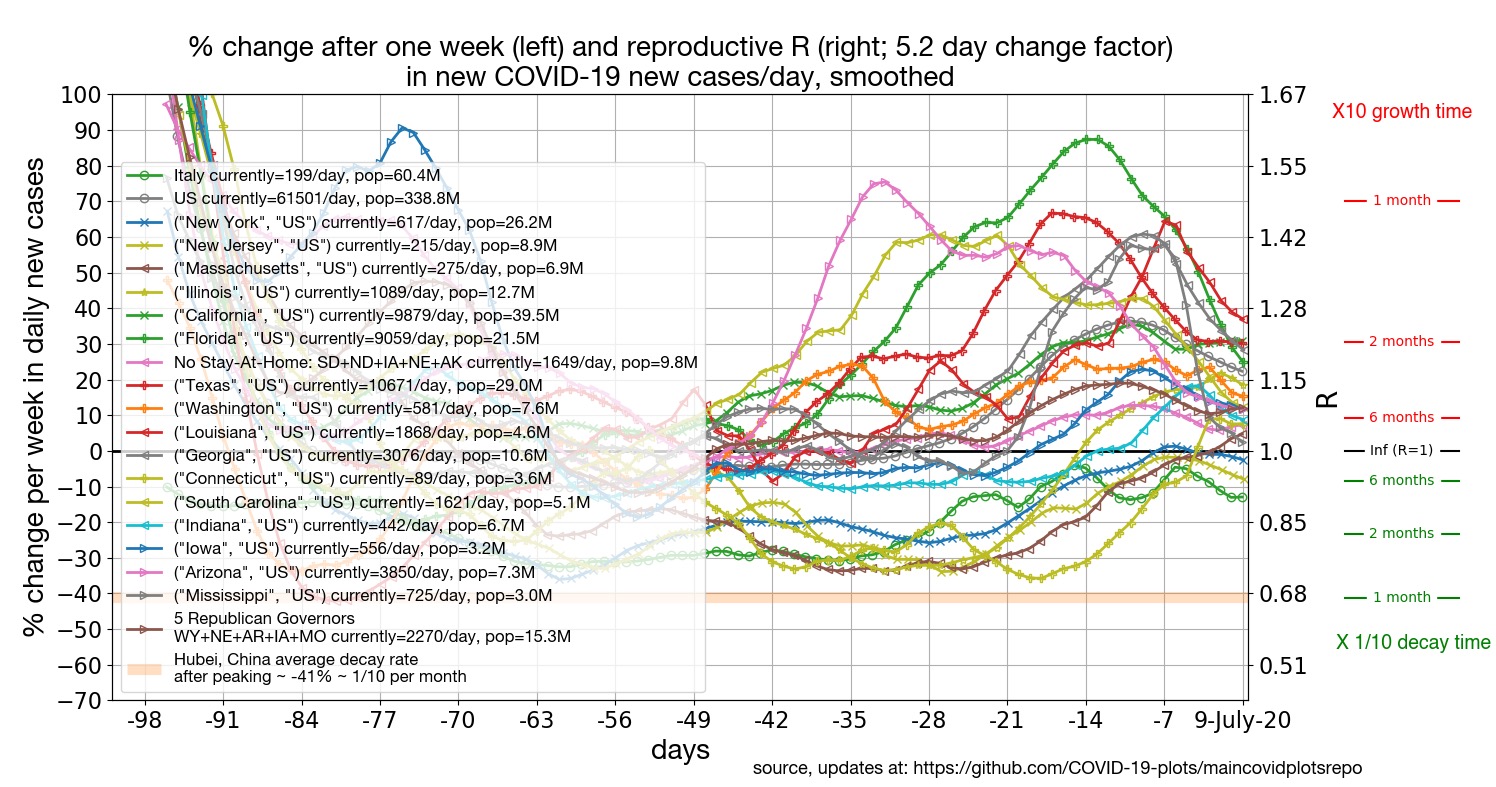 % change after one week (left) and reproductive R (right; 5.2 day change factor)
in new COVID-19 new cases/day, smoothed
% change per week in daily new cases
100
90
80
70
60
50
40
30
20
10
0
−10
−20
−30
−40
−50
−60
−70
Italy currently=199/day, pop=60.4M
US currently=61501/day, pop=338.8M
("New York", "US") currently=617/day, pop=26.2M
("New Jersey", "US") currently=215/day, pop=8.9M
("Massachusetts", "US") currently=275/day, pop=6.9M
("Illinois", "US") currently=1089/day, pop=12.7M
("California", "US") currently=9879/day, pop=39.5M
("Florida", "US") currently=9059/day, pop=21.5M
No Stay-At-Home: SD+ND+IA+NE+AK currently=1649/day, pop=9.8M
("Texas", "US") currently=10671/day, pop=29.0M
("Washington", "US") currently=581/day, pop=7.6M
("Louisiana", "US") currently=1868/day, pop=4.6M
("Georgia", "US") currently=3076/day, pop=10.6M
("Connecticut", "US") currently=89/day, pop=3.6M
("South Carolina", "US") currently=1621/day, pop=5.1M
("Indiana", "US") currently=442/day, pop=6.7M
("Iowa", "US") currently=556/day, pop=3.2M
("Arizona", "US") currently=3850/day, pop=7.3M
("Mississippi", "US") currently=725/day, pop=3.0M
5 Republican Governors
WY+NE+AR+IA+MO currently=2270/day, pop=15.3M
Hubei, China average decay rate
after peaking ~ -41% ~ 1/10 per month
-98 -91 -84 -77 -70 -63 -56 -49 -42 -35 -28 -21 -14 -7 9-July-20
days
1.67
1.55
1.42
1.28
1.15
1.0
0.85
0.68
0.51
R
X10 growth time
1 month
2 months
6 months
Inf (R=1)
6 months
2 months
1 month
X 1/10 decay time
source, updates at: https://github.com/COVID-19-plots/maincovidplotsrepo